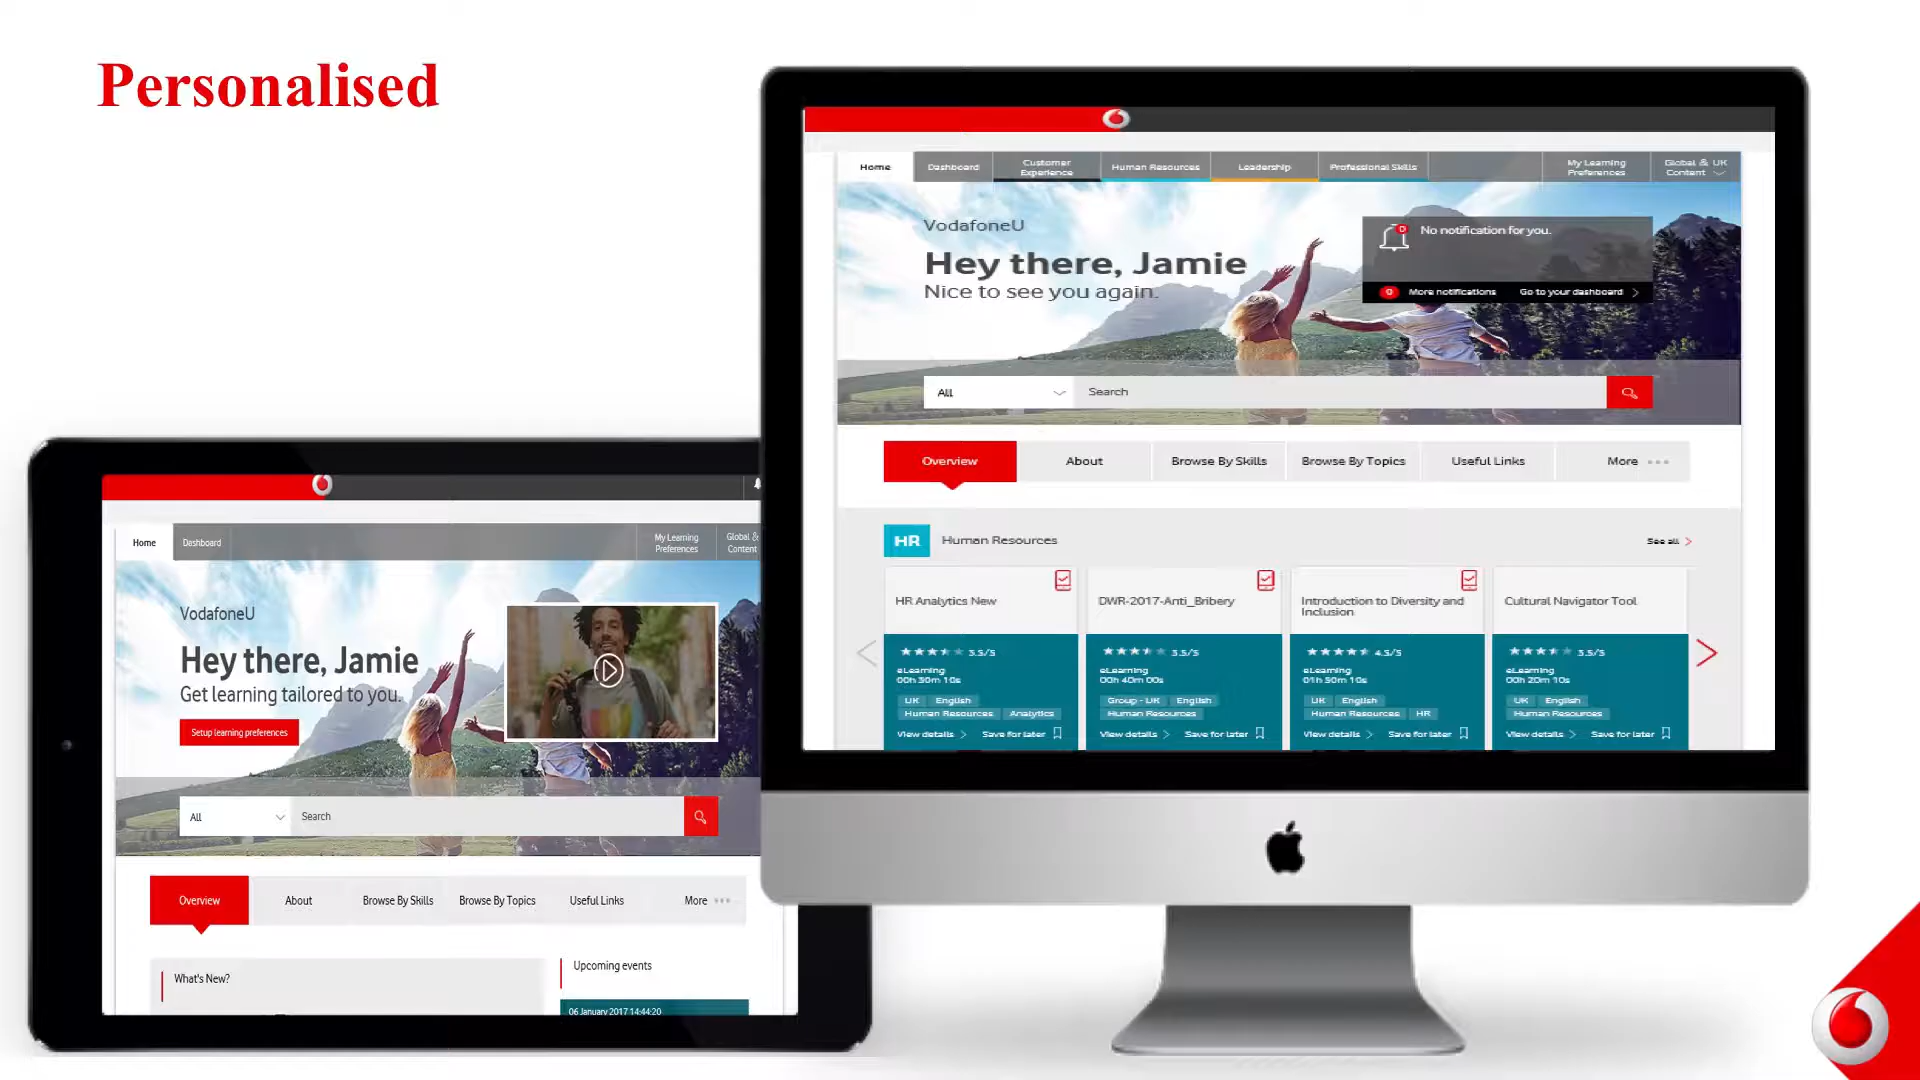 Personalised
Home
Dashboard
Customer
Experience
Human Resources
Leadership
Professional Skills
My Learning
Preferences
Global & UK
Content
VodafoneU
Hey there, Jamie
Nice to see you again.
0
No notification for you.
0 More notifications
Go to your dashboard
All
Search
Overview
About
Browse By Skills
Browse By Topics
Useful Links
More
HR Human Resources
See all
HR Analytics New
3.5/5
eLearning
00h 30m 10s
UK English
Human Resources Analytics
View details Save for later
DWR-2017-Anti_Bribery
3.5/5
eLearning
00h 40m 00s
Group - UK English
Human Resources
View details Save for later
Introduction to Diversity and
Inclusion
4.5/5
eLearning
01h 30m 10s
UK English
Human Resources HR
View details Save for later
Cultural Navigator Tool
3.5/5
eLearning
00h 20m 10s
UK English
Human Resources
View details Save for later
Home
Dashboard
My Learning
Preferences
Global &
Content
VodafoneU
Hey there, Jamie
Get learning tailored to you.
Setup learning preferences
All
Search
Overview
About
Browse By Skills
Browse By Topics
Useful Links
More
What's New?
Upcoming events
06 January 2017 14:44:20